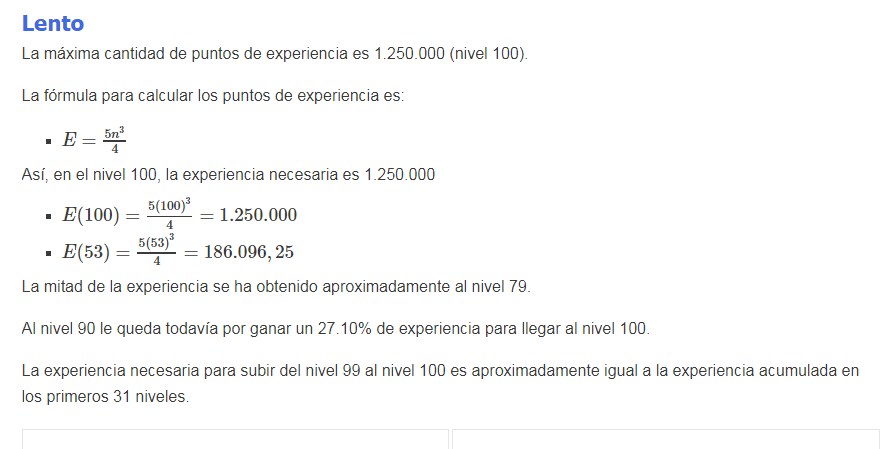 Lento
La máxima cantidad de puntos de experiencia es 1.250.000 (nivel 100).
La fórmula para calcular los puntos de experiencia es:
▪ E = 5n³/4
Así, en el nivel 100, la experiencia necesaria es 1.250.000
▪ E(100) = 5(100)³/4 = 1.250.000
▪ E(53) = 5(53)³/4 = 186.096, 25
La mitad de la experiencia se ha obtenido aproximadamente al nivel 79.
Al nivel 90 le queda todavía por ganar un 27.10% de experiencia para llegar al nivel 100.
La experiencia necesaria para subir del nivel 99 al nivel 100 es aproximadamente igual a la experiencia acumulada en
los primeros 31 niveles.